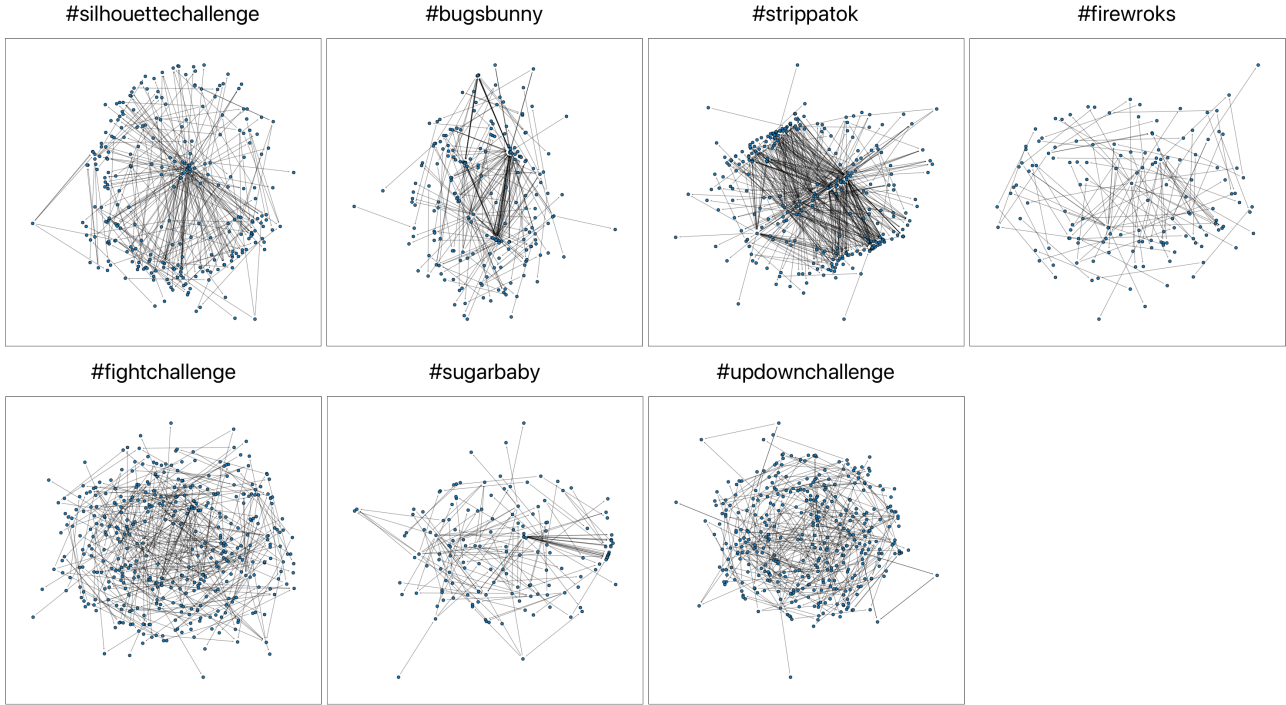 #silhouettechallenge
#bugsbunny
#strippatok
#firewroks
#fightchallenge
#sugarbaby
#updownchallenge